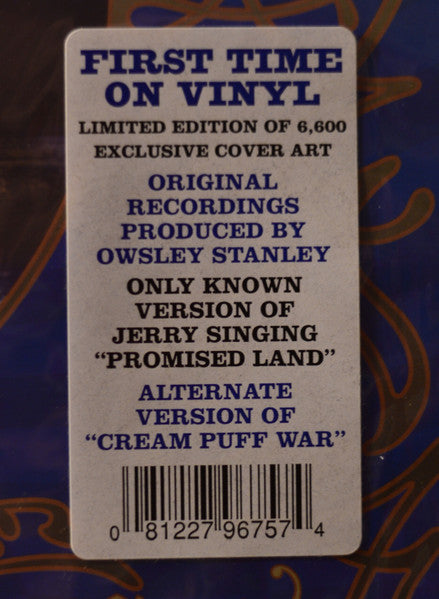 FIRST TIME
ON VINYL
LIMITED EDITION OF 6,600
EXCLUSIVE COVER ART
ORIGINAL
RECORDINGS
PRODUCED BY
OWSLEY STANLEY
ONLY KNOWN
VERSION OF
JERRY SINGING
“PROMISED LAND”
ALTERNATE
VERSION OF
“CREAM PUFF WAR”
0 81227 96757 4